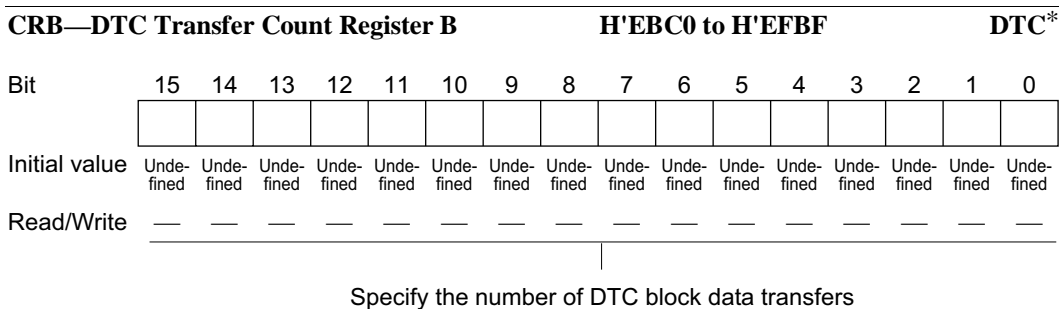 CRB—DTC Transfer Count Register B H'EBC0 to H'EFBF DTC*
Bit 15 14 13 12 11 10 9 8 7 6 5 4 3 2 1 0
Initial value Unde- Unde- Unde- Unde- Unde- Unde- Unde- Unde- Unde- Unde- Unde- Unde- Unde- Unde- Unde- Unde-
fined fined fined fined fined fined fined fined fined fined fined fined fined fined fined fined
Read/Write — — — — — — — — — — — — — — — —
Specify the number of DTC block data transfers